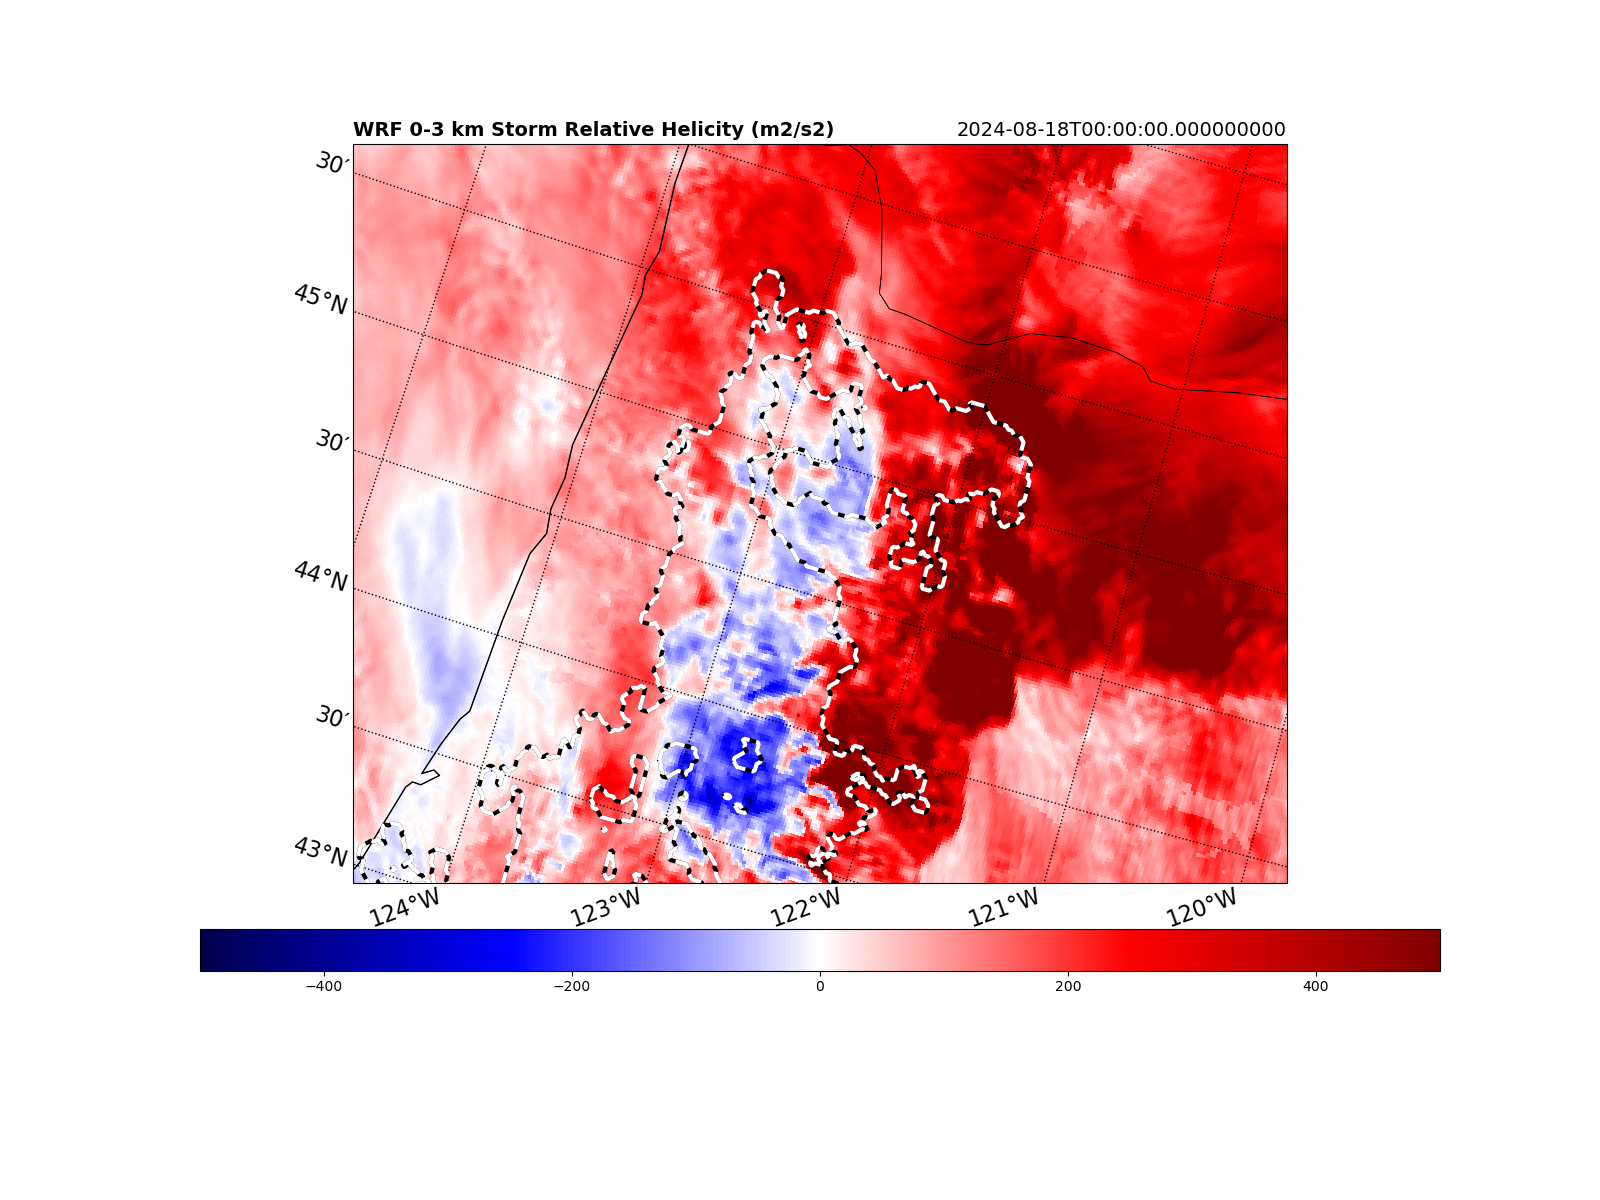 WRF 0-3 km Storm Relative Helicity (m2/s2) 2024-08-18T00:00:00.000000000
30′
45°N
30′
44°N
30′
43°N
124°W 123°W 122°W 121°W 120°W
−400 −200 0 200 400